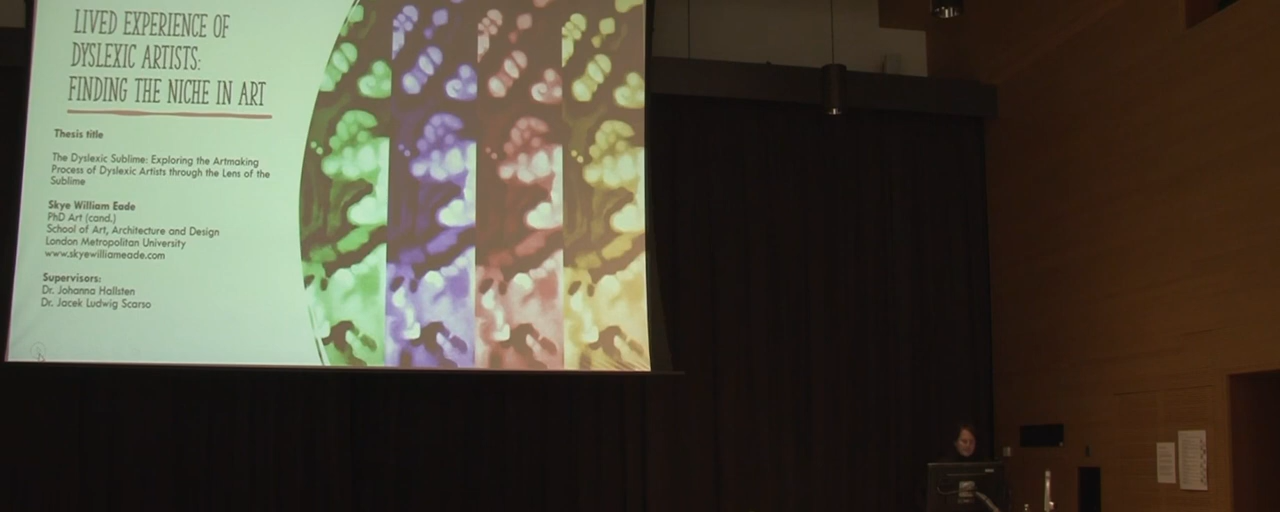 LIVED EXPERIENCE OF
DYSLEXIC ARTISTS:
FINDING THE NICHE IN ART
Thesis title
The Dyslexic Sublime: Exploring the Artmaking
Process of Dyslexic Artists through the Lens of the
Sublime
Skye William Eade
PhD Art (cand.)
School of Art, Architecture and Design
London Metropolitan University
www.skyewilliameade.com
Supervisors:
Dr. Johanna Hallsten
Dr. Jacek Ludwig Scarso